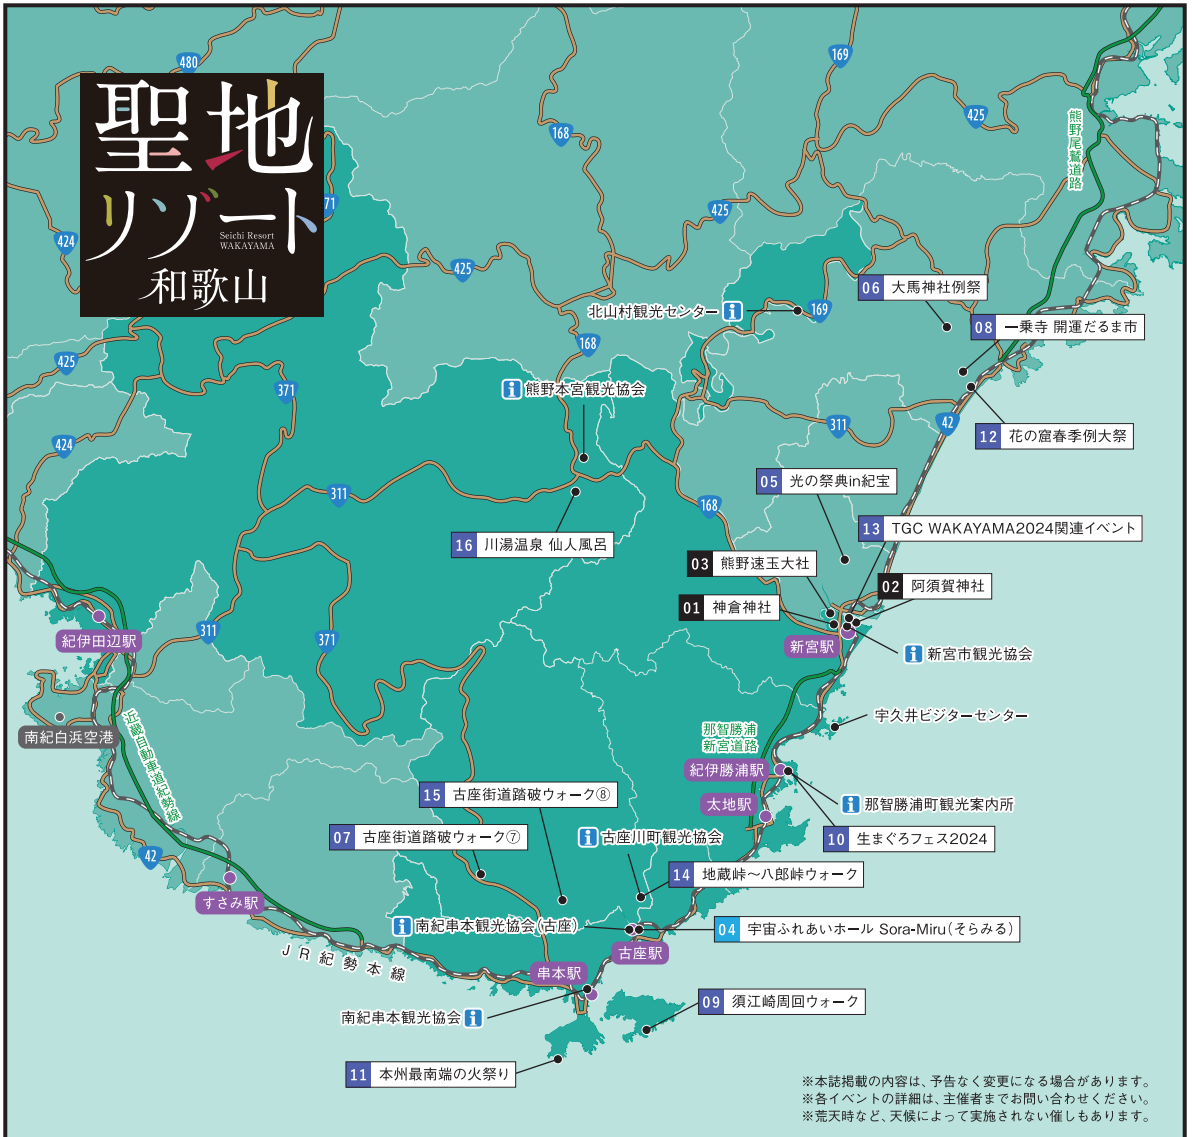 聖地
リゾート
Seichi Resort
WAKAYAMA
和歌山
480
169
168
425
熊野尾鷲道路
371
424
425
425
06 大馬神社例祭
北山村観光センター
169
08 一乗寺 開運だるま市
168
425
371
熊野本宮観光協会
311
42
12 花の窟春季例大祭
424
05 光の祭典in紀宝
311
168
13 TGC WAKAYAMA2024関連イベント
16 川湯温泉 仙人風呂
03 熊野速玉大社
02 阿須賀神社
01 神倉神社
紀伊田辺駅
311
371
新宮駅
新宮市観光協会
宇久井ビジターセンター
南紀白浜空港
近畿自動車道紀勢線
那智勝浦
新宮道路
紀伊勝浦駅
15 古座街道踏破ウォーク⑧
太地駅
那智勝浦町観光案内所
07 古座街道踏破ウォーク⑦
古座川町観光協会
10 生まぐろフェス2024
42
14 地蔵峠～八郎峠ウォーク
すさみ駅
南紀串本観光協会(古座)
04 宇宙ふれあいホール Sora-Miru(そらみる)
古座駅
JR紀勢本線
串本駅
09 須江崎周回ウォーク
南紀串本観光協会
11 本州最南端の火祭り
※本誌掲載の内容は、予告なく変更になる場合があります。
※各イベントの詳細は、主催者までお問い合わせください。
※荒天時など、天候によって実施されない催しもあります。